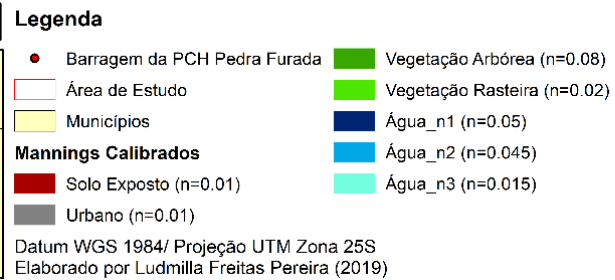 Legenda
Barragem da PCH Pedra Furada
Área de Estudo
Municípios
Mannings Calibrados
Solo Exposto (n=0.01)
Urbano (n=0.01)
Vegetação Arbórea (n=0.08)
Vegetação Rasteira (n=0.02)
Água_n1 (n=0.05)
Água_n2 (n=0.045)
Água_n3 (n=0.015)
Datum WGS 1984/ Projeção UTM Zona 25S
Elaborado por Ludmilla Freitas Pereira (2019)